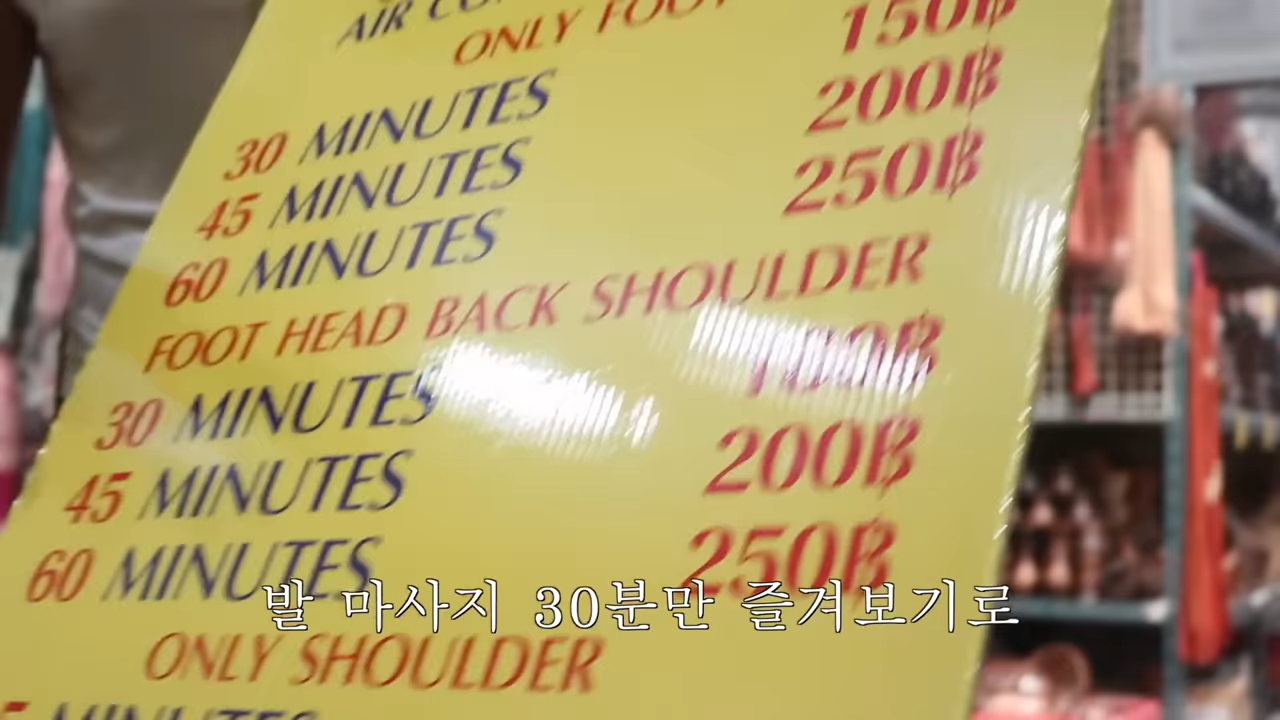 AIR
ONLY FOOT
30 MINUTES 150฿
45 MINUTES 200฿
60 MINUTES 250฿
FOOT HEAD BACK SHOULDER
30 MINUTES
45 MINUTES 200฿
60 MINUTES 250฿
발 마사지 30분만 즐겨보기로
ONLY SHOULDER
MINUTES